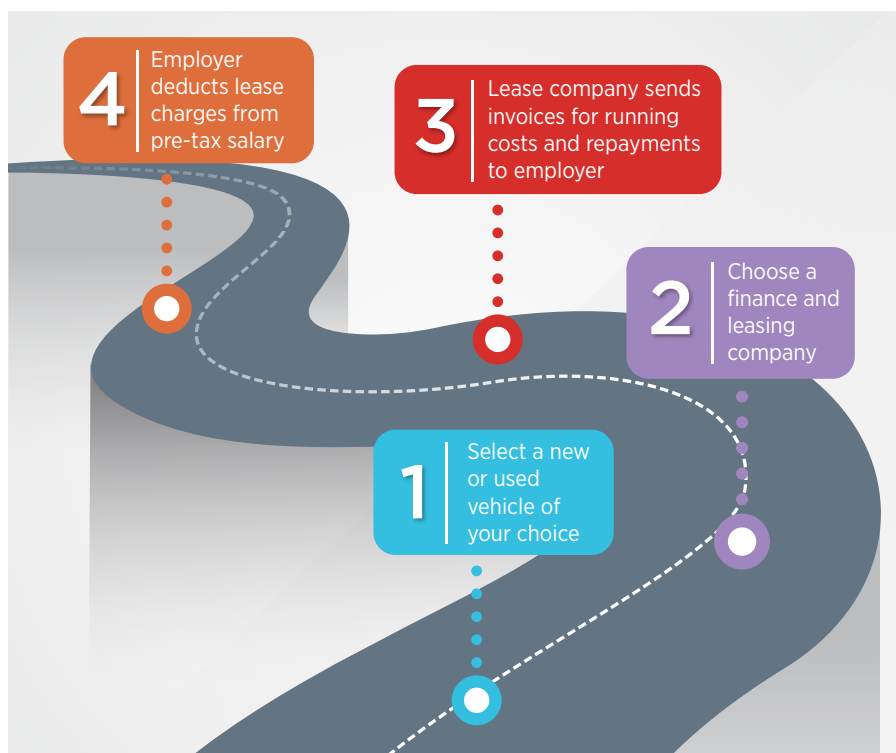 1
Select a new
or used
vehicle of
your choice
2
Choose a
finance and
leasing
company
3
Lease company sends
invoices for running
costs and repayments
to employer
4
Employer
deducts lease
charges from
pre-tax salary